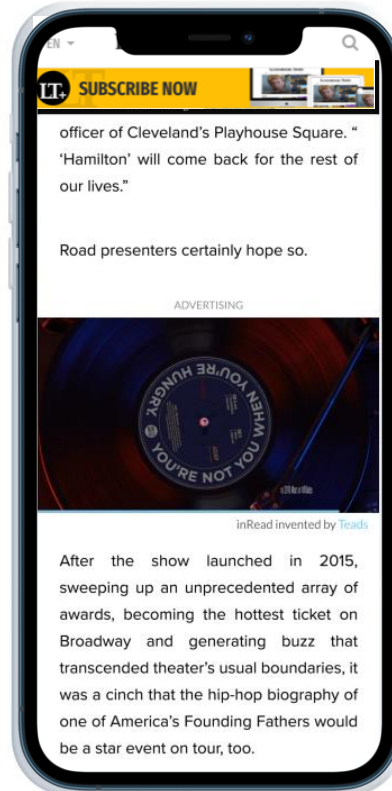 EN
LT+ SUBSCRIBE NOW
officer of Cleveland’s Playhouse Square. “
‘Hamilton’ will come back for the rest of
our lives.”
Road presenters certainly hope so.
ADVERTISING
YOU'RE NOT YOU WHEN YOU'RE HUNGRY.
inRead invented by Teads
After the show launched in 2015,
sweeping up an unprecedented array of
awards, becoming the hottest ticket on
Broadway and generating buzz that
transcended theater’s usual boundaries, it
was a cinch that the hip-hop biography of
one of America’s Founding Fathers would
be a star event on tour, too.